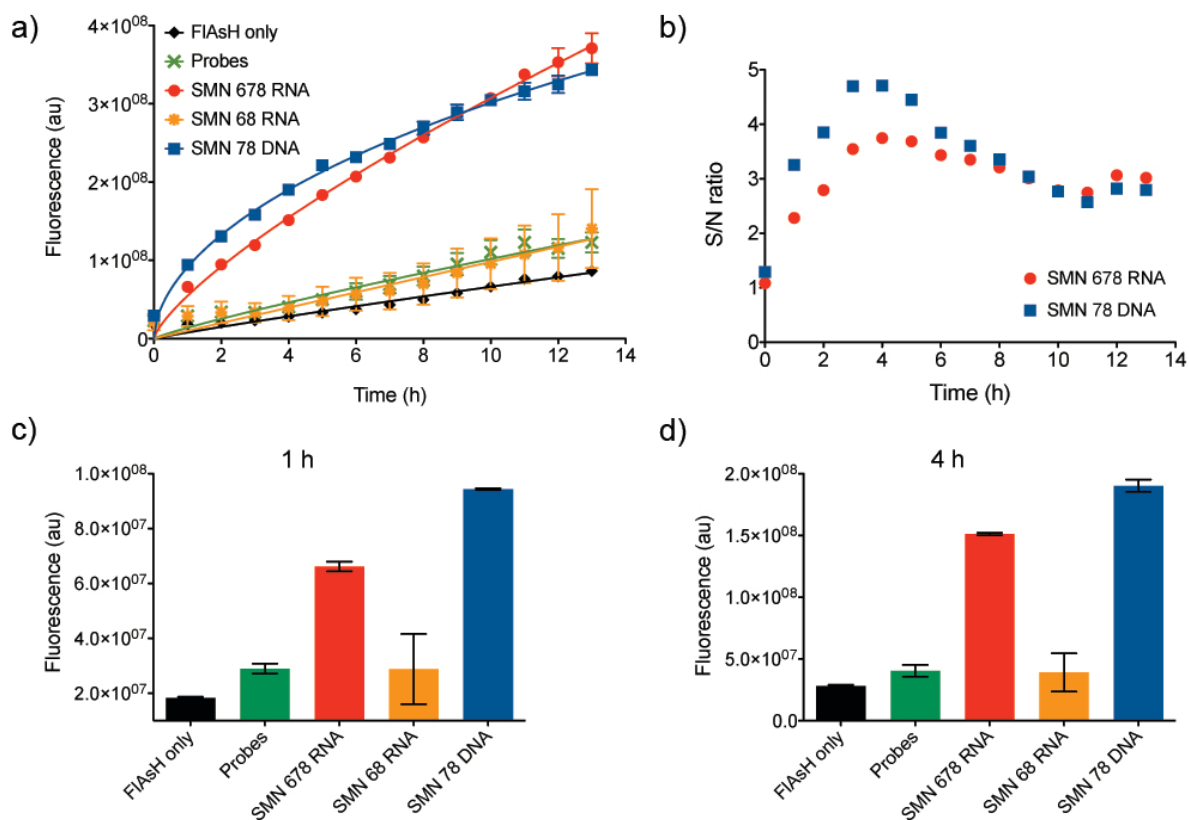 a)
4×10⁰⁸
3×10⁰⁸
2×10⁰⁸
1×10⁰⁸
0
Fluorescence (au)
FlAsH only
Probes
SMN 678 RNA
SMN 68 RNA
SMN 78 DNA
0 2 4 6 8 10 12 14
Time (h)
b)
5
4
3
2
1
0
S/N ratio
SMN 678 RNA
SMN 78 DNA
0 2 4 6 8 10 12 14
Time (h)
c)
1 h
1.0×10⁰⁸
8.0×10⁰⁷
6.0×10⁰⁷
4.0×10⁰⁷
2.0×10⁰⁷
Fluorescence (au)
FlAsH only
Probes
SMN 678 RNA
SMN 68 RNA
SMN 78 DNA
d)
4 h
2.0×10⁰⁸
1.5×10⁰⁸
1.0×10⁰⁸
5.0×10⁰⁷
0.0
Fluorescence (au)
FlAsH only
Probes
SMN 678 RNA
SMN 68 RNA
SMN 78 DNA